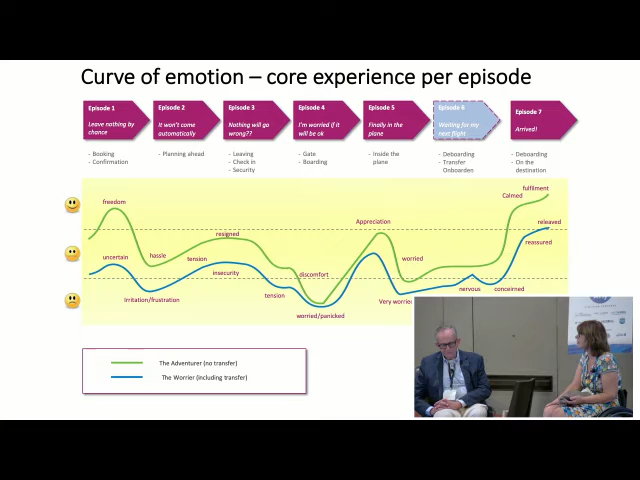 Curve of emotion – core experience per episode
Episode 1
Leave nothing by
chance
Episode 2
It won't come
automatically
Episode 3
Nothing will go
wrong??
Episode 4
I'm worried if it
will be ok
Episode 5
Finally in the
plane
Episode 6
Waiting for my
next flight
Episode 7
Arrived!
- Booking
- Confirmation
- Planning ahead
- Leaving
- Check in
- Security
- Gate
- Boarding
- Inside the
plane
- Deboarding
- Transfer
Onborden
- Deboarding
- On the
destination
freedom
uncertain
hassle
Irritation/frustration
tension
resigned
insecurity
tension
discomfort
worried/panicked
Appreciation
worried
Very worried
nervous
conceirned
Calmed
fulfilment
releaved
reassured
The Adventurer (no transfer)
The Worrier (including transfer)